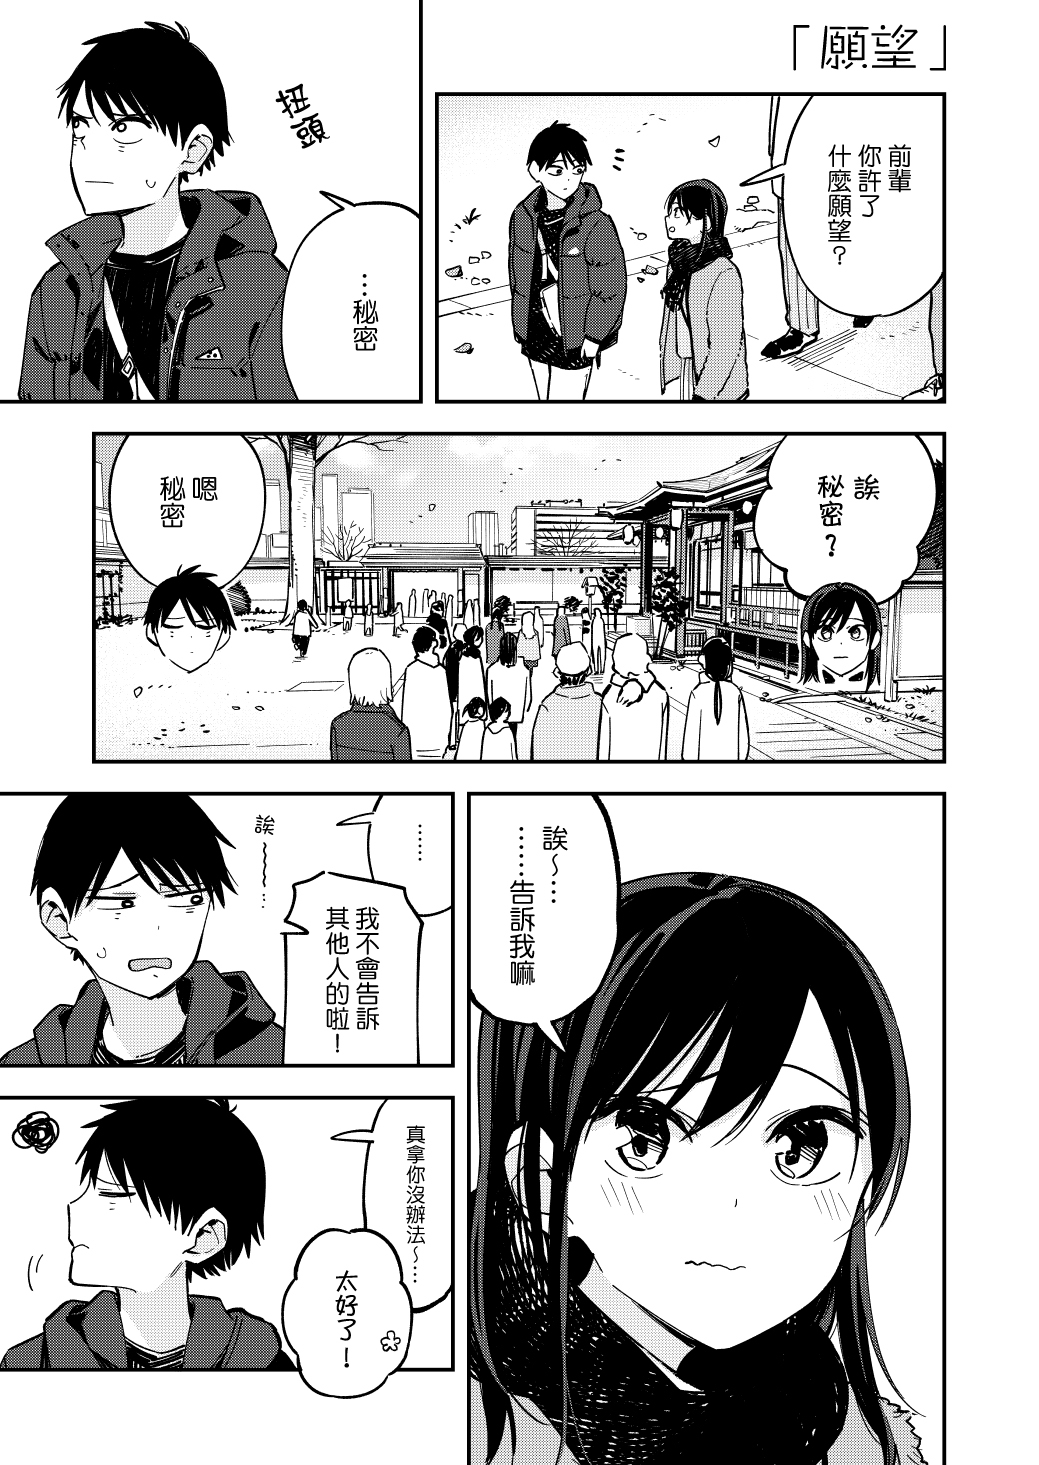 「願望」
前輩
你許了
什麼願望？
扭頭
…秘密
誒
秘密？
嗯
秘密
誒～…
……告訴我嘛
……
我不會告訴
其他人的啦！
誒～～～…
真拿你沒辦法～…
太好了！